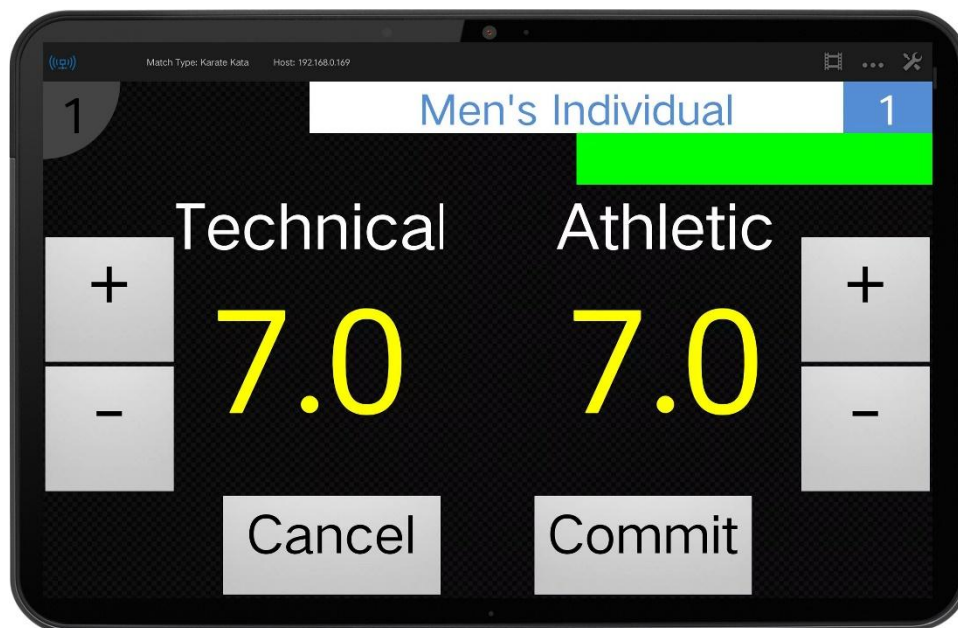 Match Type: Karate Kata Host: 192.168.0.169
1
Men's Individual 1
Technical Athletic
+ +
7.0 7.0
- -
Cancel Commit